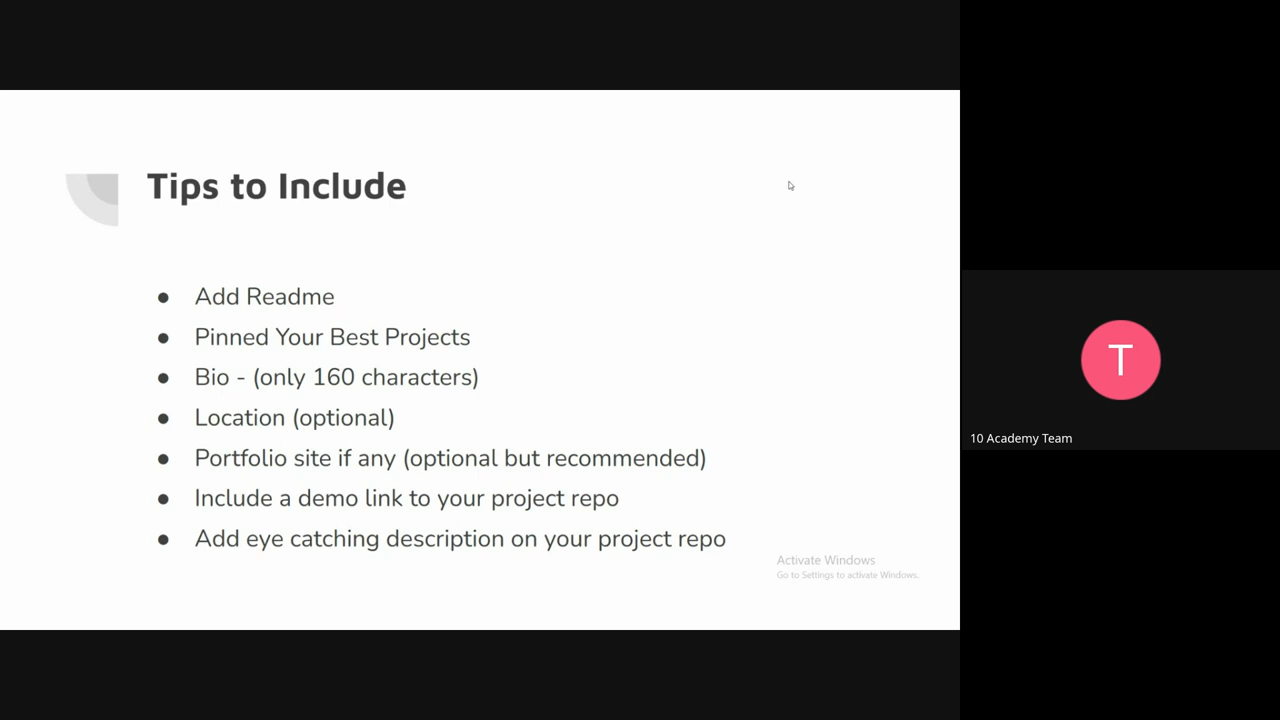 Tips to Include
● Add Readme
● Pinned Your Best Projects
● Bio - (only 160 characters)
● Location (optional)
● Portfolio site if any (optional but recommended)
● Include a demo link to your project repo
● Add eye catching description on your project repo
Activate Windows
Go to Settings to activate Windows.
T
10 Academy Team